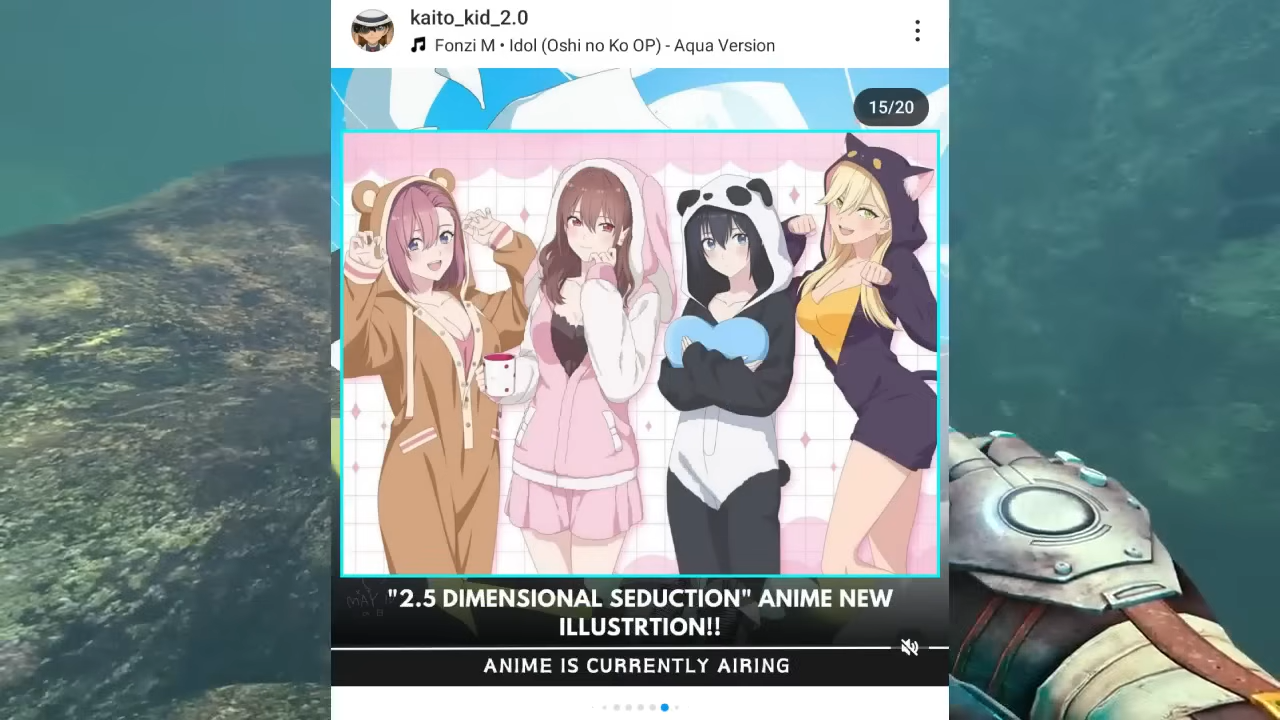 kaito_kid_2.0
Fonzi M • Idol (Oshi no Ko OP) - Aqua Version
15/20
"2.5 DIMENSIONAL SEDUCTION" ANIME NEW
ILLUSTRTION!!
ANIME IS CURRENTLY AIRING
MAY